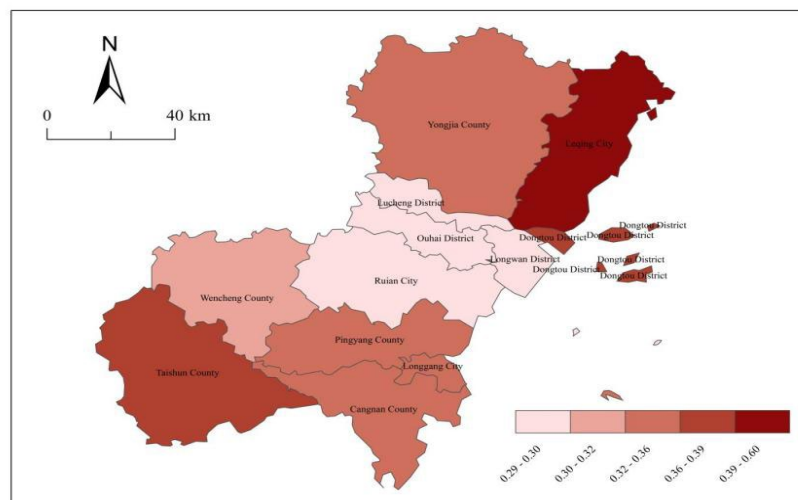 N
0
40 km
Yongjia County
Luqing City
Lucheng District
Dongtou District
Dongtou District
Ouhai District
Dongtou District
Longwan District
Dongtou District
Dongtou District
Dongtou District
Ruian City
Wencheng County
Pingyang County
Longgang City
Taishun County
Cangnan County
0.29 - 0.30
0.30 - 0.32
0.32 - 0.36
0.36 - 0.39
0.39 - 0.60